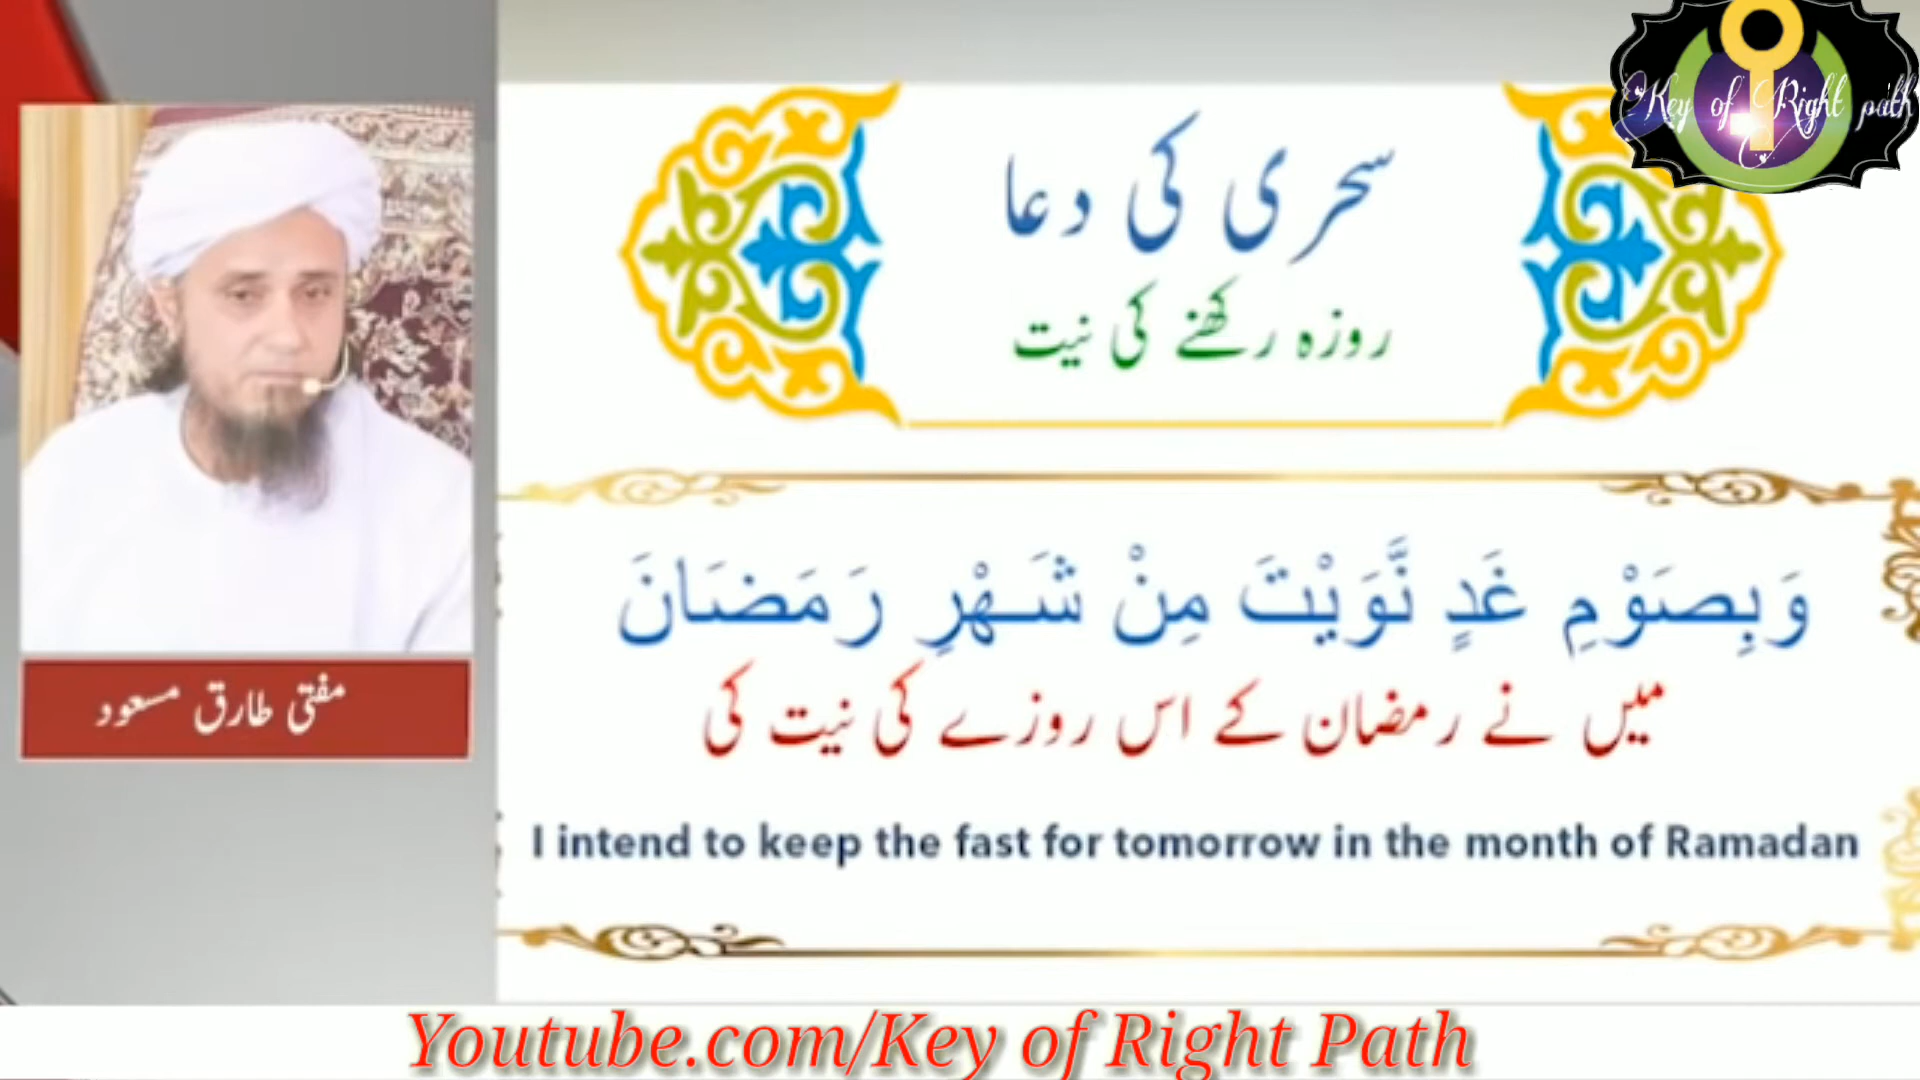 Key of Right path
سحری کی دعا
روزہ رکھنے کی نیت
وَبِصَوْمِ غَدٍ نَّوَيْتَ مِنْ شَهْرِ رَمَضَانَ
میں نے رمضان کے اس روزے کی نیت کی
I intend to keep the fast for tomorrow in the month of Ramadan
مفتی طارق مسعود
Youtube.com/Key of Right Path